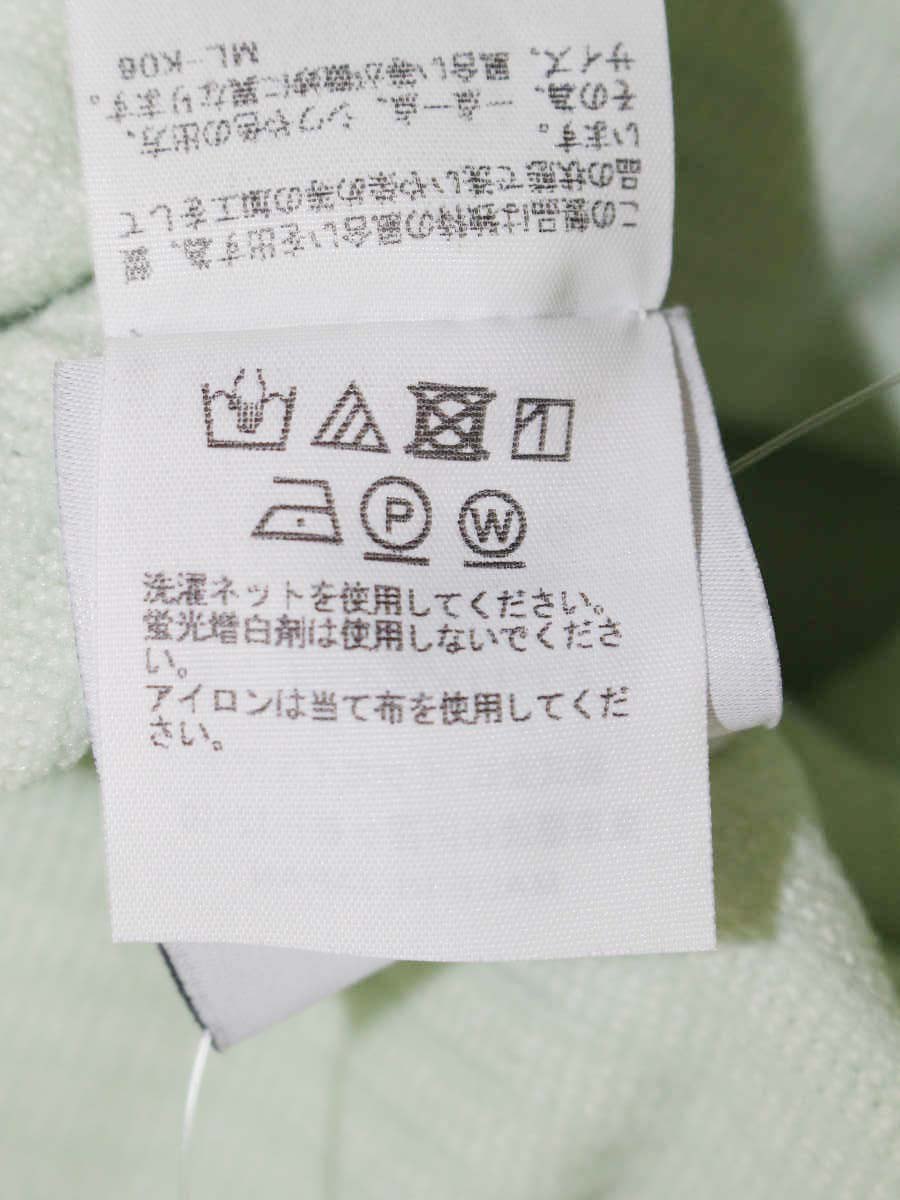 この製品は独特の風合いを出す為、製
品の状態で洗いや染め等の加工をして
います。
その為、一点一点、シワや色の出方、
サイズ、風合い等が微妙に異なります。
ML-K06
P W
洗濯ネットを使用してください。
蛍光増白剤は使用しないでくださ
い。
アイロンは当て布を使用してくだ
さい。